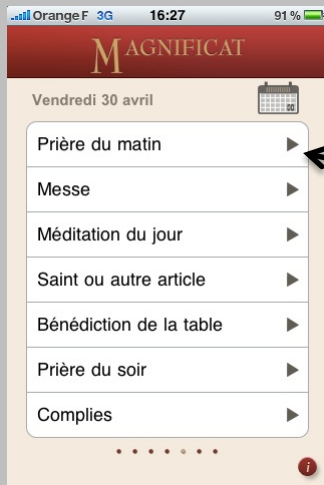 Orange F 3G 16:27 91 %
MAGNIFICAT
Vendredi 30 avril
00
Prière du matin
Messe
Méditation du jour
Saint ou autre article
Bénédiction de la table
Prière du soir
Complies
i